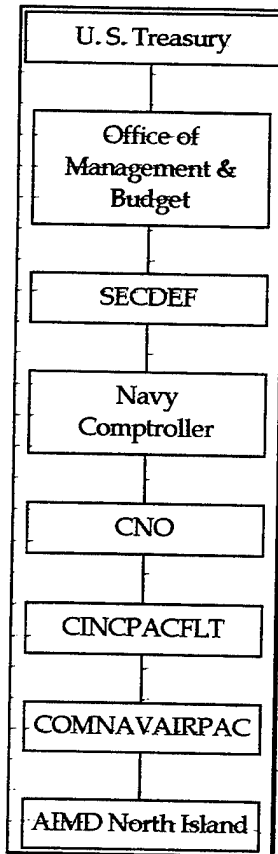 U. S. Treasury
Office of
Management &
Budget
SECDEF
Navy
Comptroller
CNO
CINCPACFLT
COMNAVAIRPAC
AIMD North Island